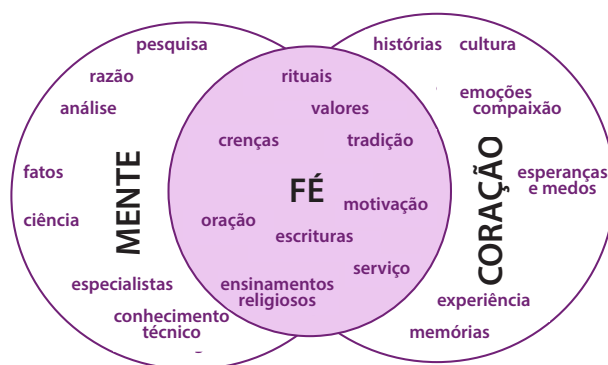 pesquisa
razão
análise
fatos
ciência
MENTE
especialistas
conhecimento
técnico
rituais
valores
crenças
tradição
FÉ
motivação
oração
escrituras
serviço
ensinamentos
religiosos
histórias
cultura
emoções
compaixão
CORAÇÃO
esperanças
e medos
experiência
memórias